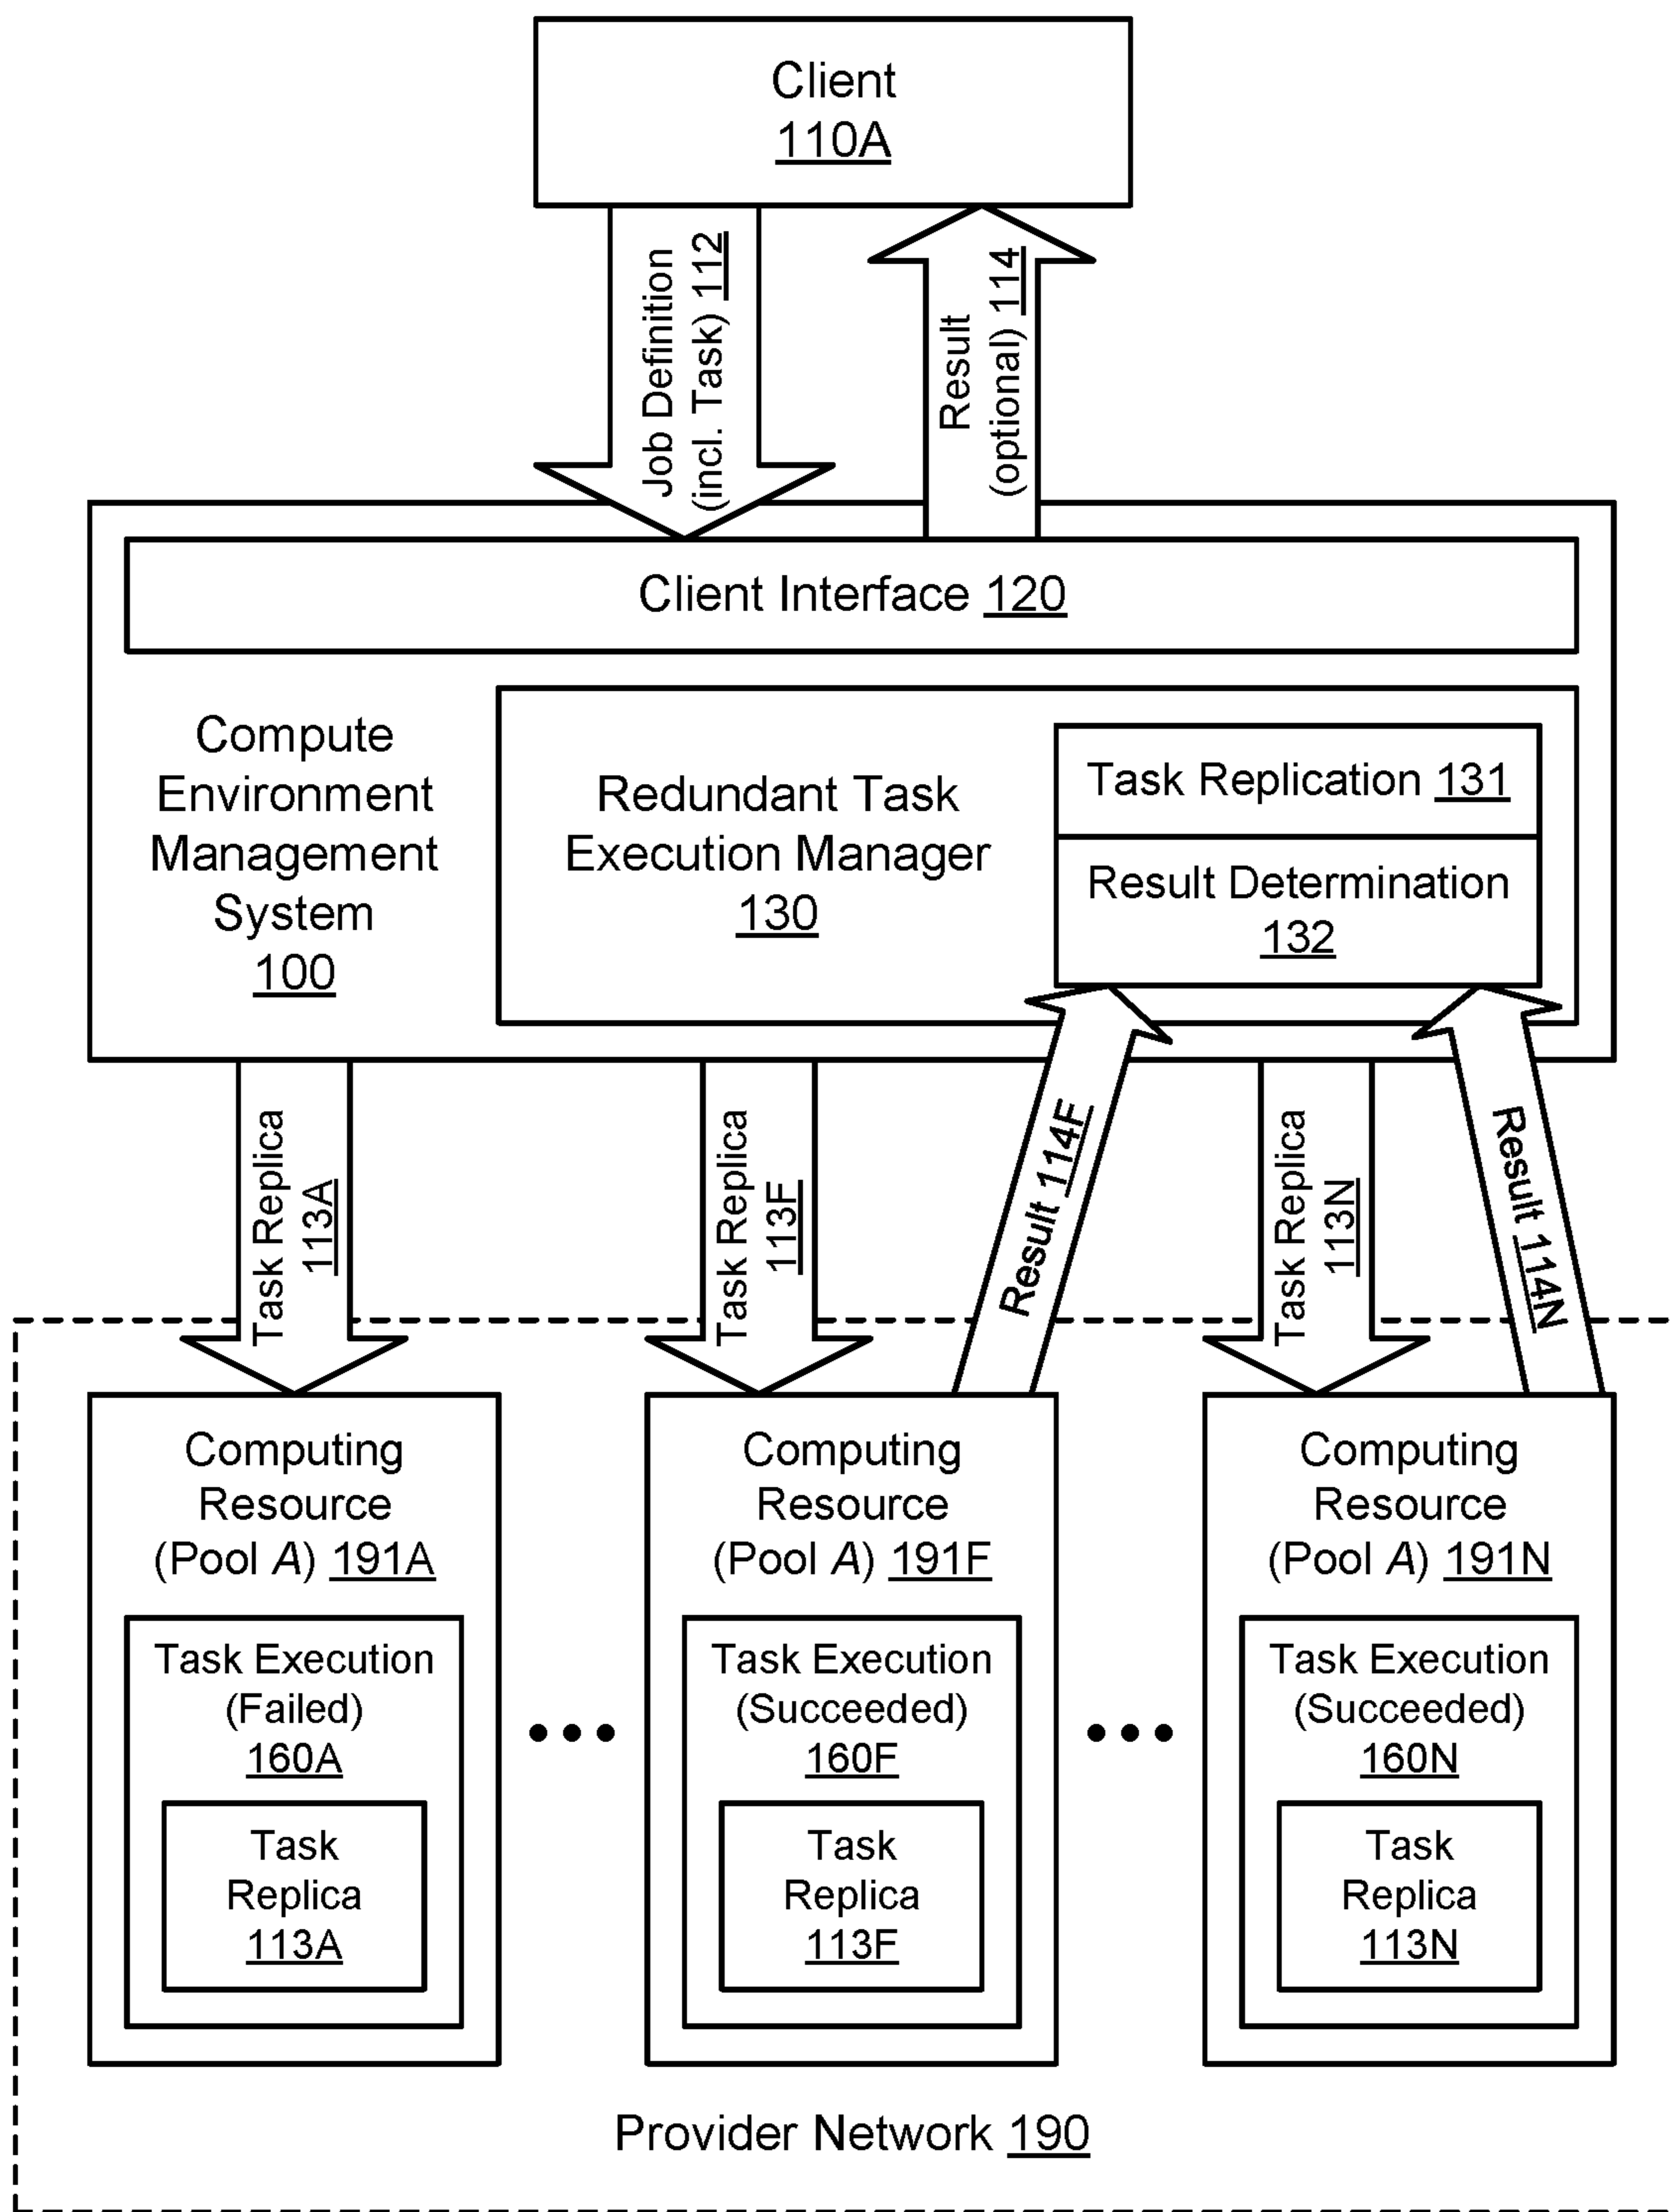 Client
110A
Job Definition
(incl. Task) 112
Result
(optional) 114
Client Interface 120
Compute
Environment
Management
System
100
Redundant Task
Execution Manager
130
Task Replication 131
Result Determination
132
Task Replica
113A
Task Replica
113F
Result 114F
Task Replica
113N
Result 114N
Computing
Resource
(Pool A) 191A
Task Execution
(Failed)
160A
Task
Replica
113A
Computing
Resource
(Pool A) 191F
Task Execution
(Succeeded)
160F
Task
Replica
113F
Computing
Resource
(Pool A) 191N
Task Execution
(Succeeded)
160N
Task
Replica
113N
Provider Network 190